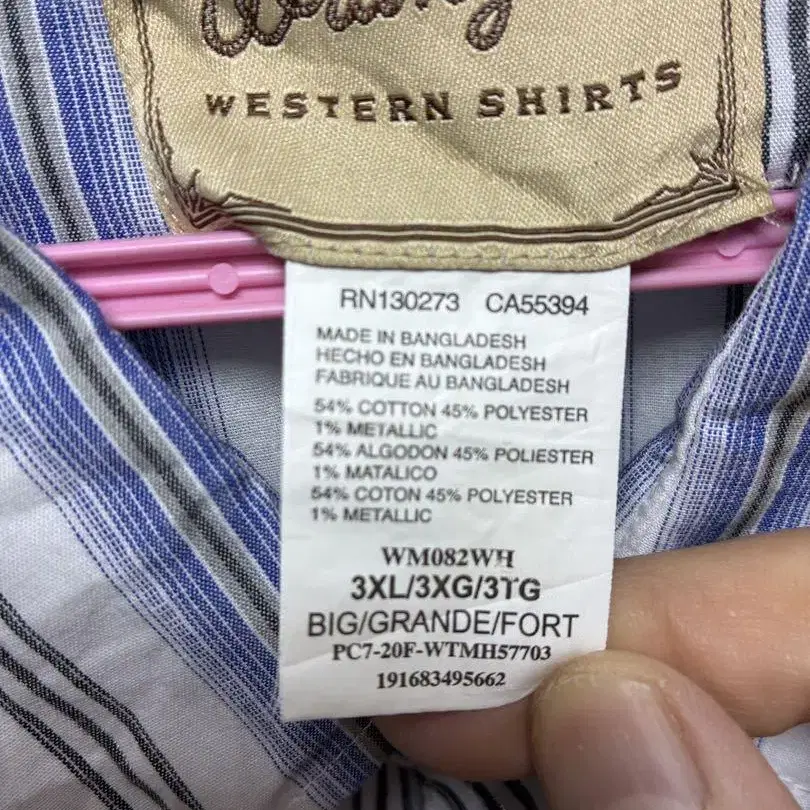 WESTERN SHIRTS
RN130273 CA55394
MADE IN BANGLADESH
HECHO EN BANGLADESH
FABRIQUE AU BANGLADESH
54% COTTON 45% POLYESTER
1% METALLIC
54% ALGODON 45% POLIESTER
1% MATALICO
54% COTON 45% POLYESTER
1% METALLIC
WM082WH
3XL/3XG/3TG
BIG/GRANDE/FORT
PC7-20F-WTMH57703
191683495662